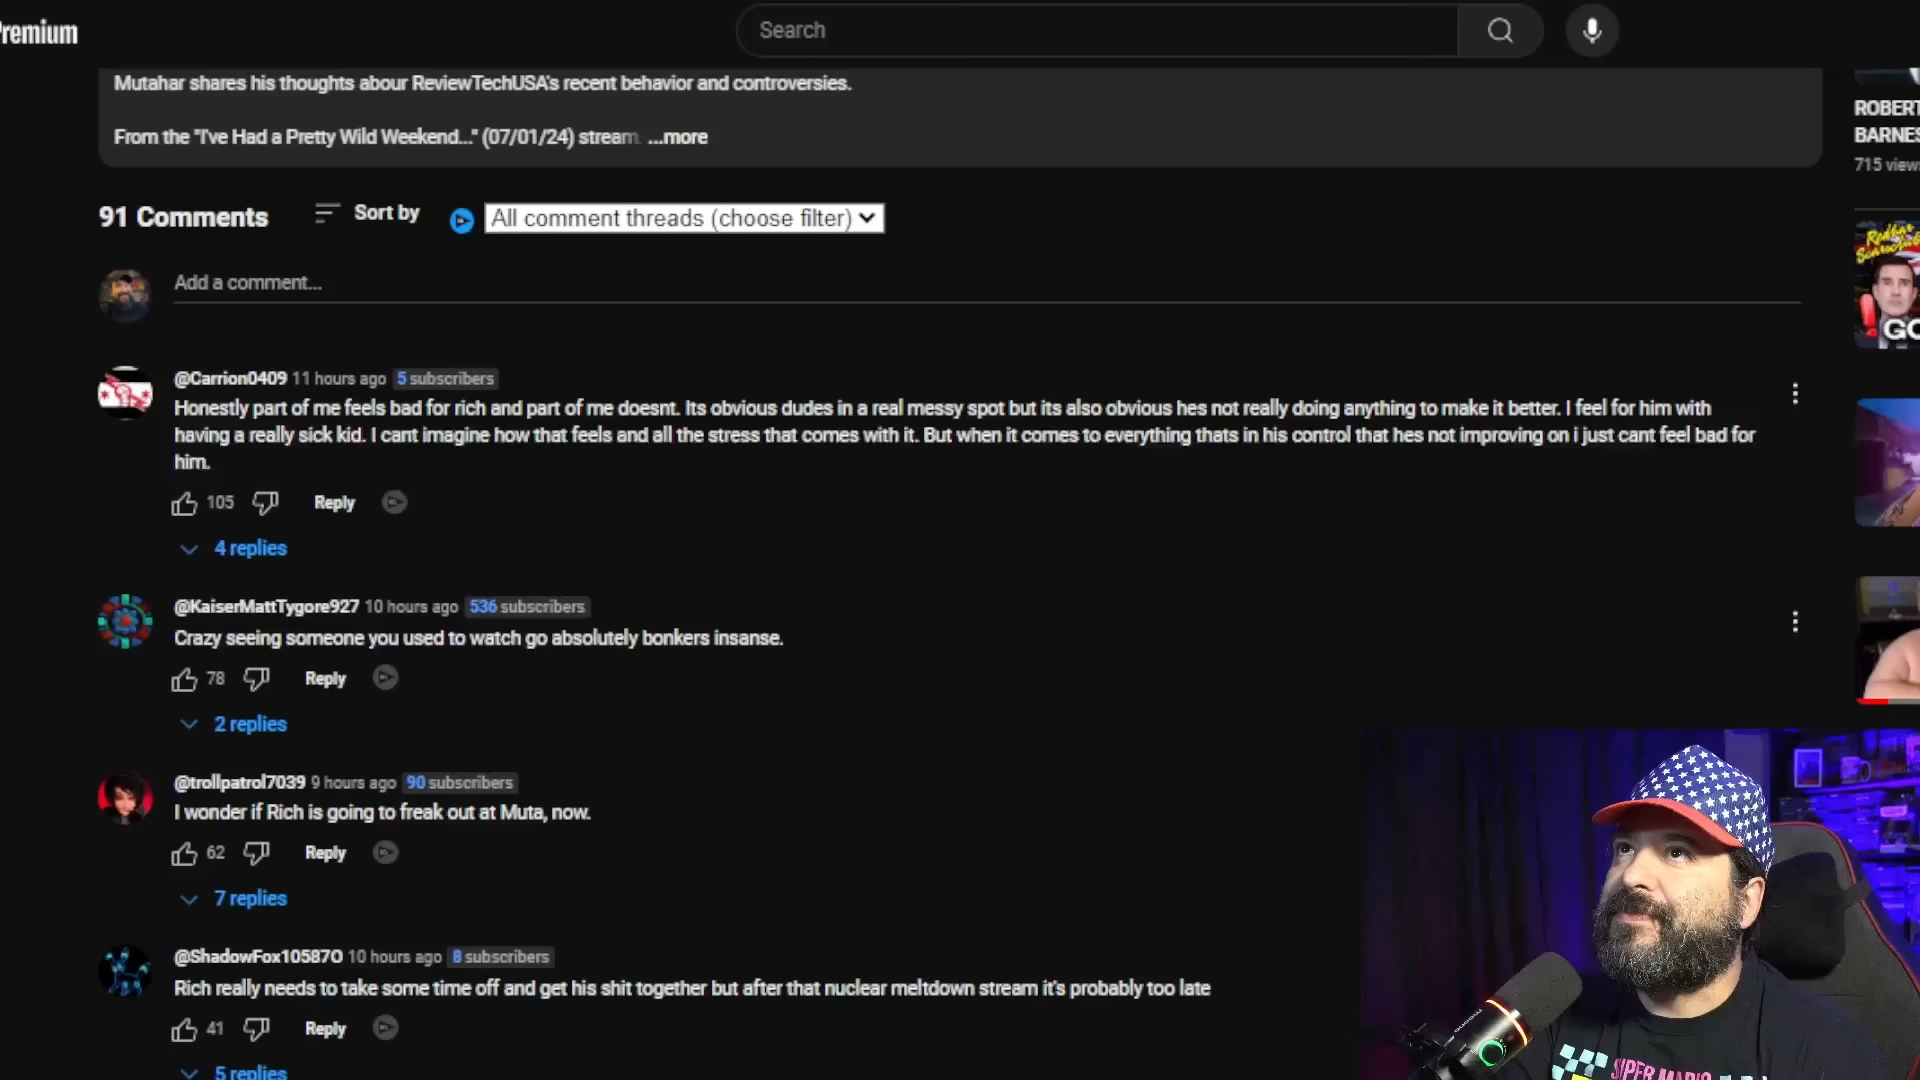 Premium
Search
Mutahar shares his thoughts abour ReviewTechUSA's recent behavior and controversies.
From the "I've Had a Pretty Wild Weekend..." (07/01/24) stream. ...more
91 Comments
Sort by
All comment threads (choose filter)
Add a comment...
@Carrion0409 11 hours ago 5 subscribers
Honestly part of me feels bad for rich and part of me doesnt. Its obvious dudes in a real messy spot but its also obvious hes not really doing anything to make it better. I feel for him with
having a really sick kid. I cant imagine how that feels and all the stress that comes with it. But when it comes to everything thats in his control that hes not improving on i just cant feel bad for
him.
105 Reply
4 replies
@KaiserMattTygore927 10 hours ago 536 subscribers
Crazy seeing someone you used to watch go absolutely bonkers insanse.
78 Reply
2 replies
@trollpatrol7039 9 hours ago 90 subscribers
I wonder if Rich is going to freak out at Muta, now.
62 Reply
7 replies
@ShadowFox10587O 10 hours ago 8 subscribers
Rich really needs to take some time off and get his shit together but after that nuclear meltdown stream it's probably too late
41 Reply
5 replies
ROBERT
BARNES
715 views
Redbar
GO
SUPER MARIO